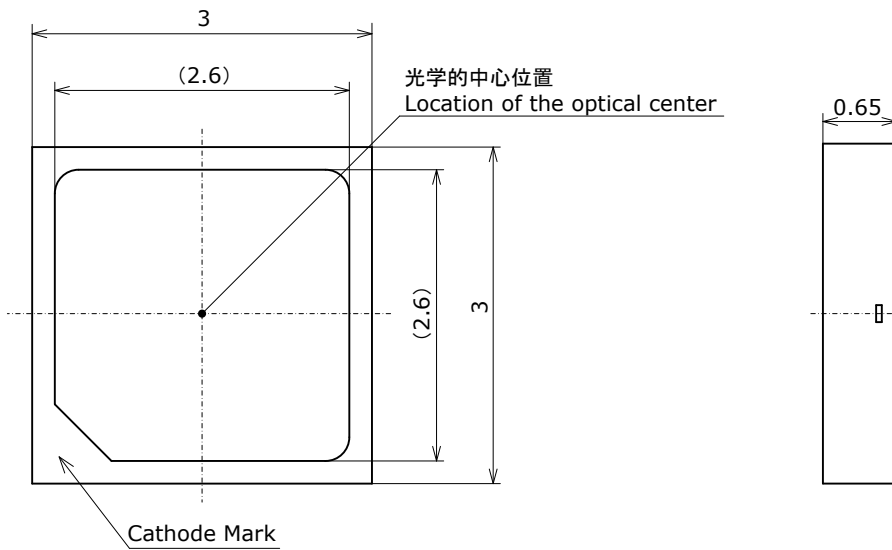 3
（2.6）
光学的中心位置
Location of the optical center
0.65
（2.6）
3
Cathode Mark